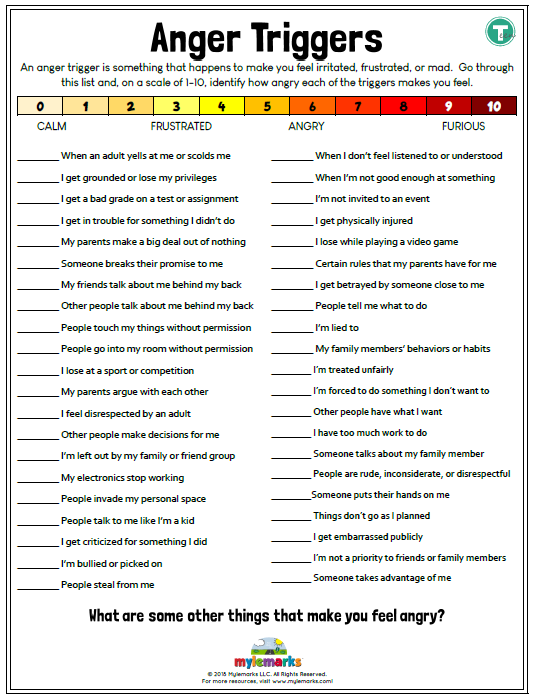 Anger Triggers
T
An anger trigger is something that happens to make you feel irritated, frustrated, or mad. Go through
this list and, on a scale of 1-10, identify how angry each of the triggers makes you feel.
0 1 2 3 4 5 6 7 8 9 10
CALM FRUSTRATED ANGRY FURIOUS
________ When an adult yells at me or scolds me
________ I get grounded or lose my privileges
________ I get a bad grade on a test or assignment
________ I get in trouble for something I didn't do
________ My parents make a big deal out of nothing
________ Someone breaks their promise to me
________ My friends talk about me behind my back
________ Other people talk about me behind my back
________ People touch my things without permission
________ People go into my room without permission
________ I lose at a sport or competition
________ My parents argue with each other
________ I feel disrespected by an adult
________ Other people make decisions for me
________ I'm left out by my family or friend group
________ My electronics stop working
________ People invade my personal space
________ People talk to me like I'm a kid
________ I get criticized for something I did
________ I'm bullied or picked on
________ People steal from me
________ When I don't feel listened to or understood
________ When I'm not good enough at something
________ I'm not invited to an event
________ I get physically injured
________ I lose while playing a video game
________ Certain rules that my parents have for me
________ I get betrayed by someone close to me
________ People tell me what to do
________ I'm lied to
________ My family members' behaviors or habits
________ I'm treated unfairly
________ I'm forced to do something I don't want to
________ Other people have what I want
________ I have too much work to do
________ Someone talks about my family member
________ People are rude, inconsiderate, or disrespectful
________Someone puts their hands on me
________ Things don't go as I planned
________ I get embarrassed publicly
________ I'm not a priority to friends or family members
________ Someone takes advantage of me
What are some other things that make you feel angry?
mylemarks
© 2018 Mylemarks LLC. All Rights Reserved.
For more resources, visit www.mylemarks.com!